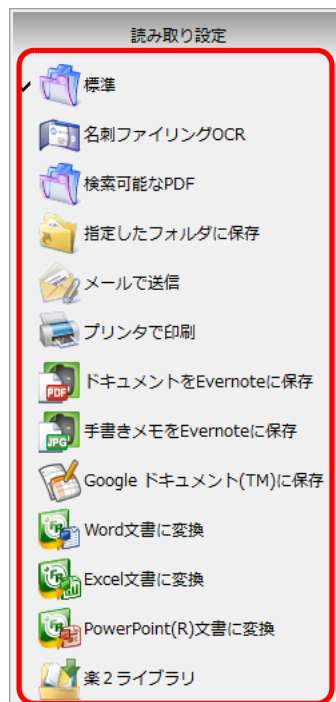 読み取り設定
標準
名刺ファイリングOCR
検索可能なPDF
指定したフォルダに保存
メールで送信
プリンタで印刷
PDF
ドキュメントをEvernoteに保存
JPG
手書きメモをEvernoteに保存
Google ドキュメント(TM)に保存
Word文書に変換
Excel文書に変換
PowerPoint(R)文書に変換
楽2ライブラリ